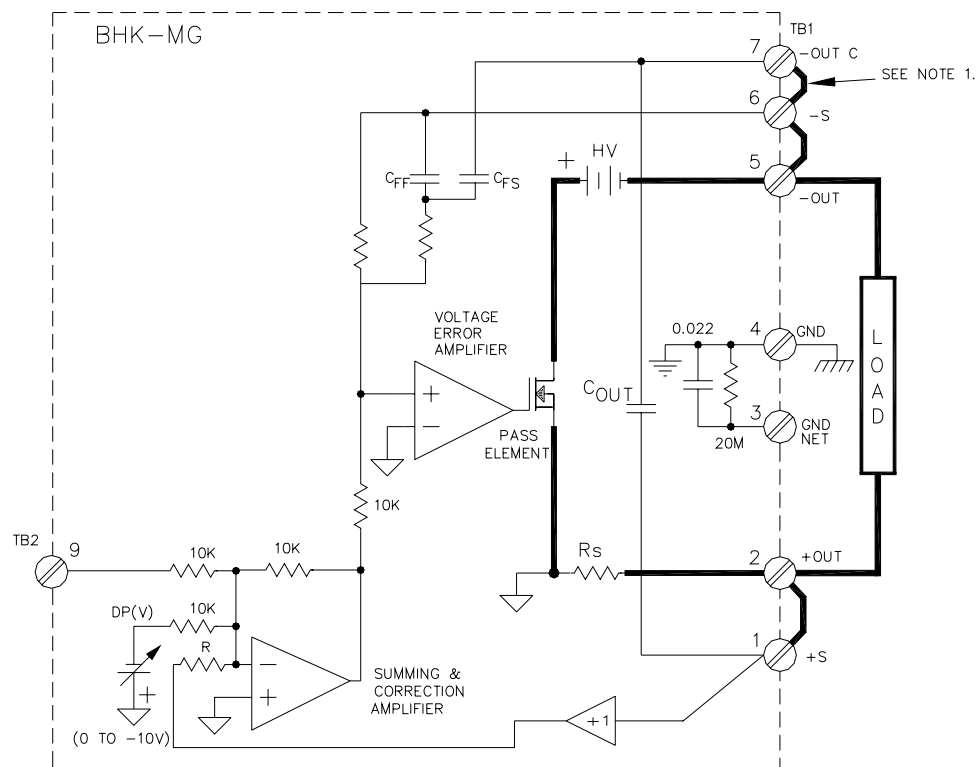 BHK-MG
TB1
7
-OUT C
SEE NOTE 1.
6
-S
5
-OUT
+
HV
CFF
CFS
VOLTAGE
ERROR
AMPLIFIER
+
-
PASS
ELEMENT
COUT
0.022
4
GND
20M
3
GND
NET
LOAD
10K
TB2
9
10K
10K
Rs
2
+OUT
DP(V)
10K
R
-
+
SUMMING &
CORRECTION
AMPLIFIER
+
(0 TO -10V)
1
+S
+1